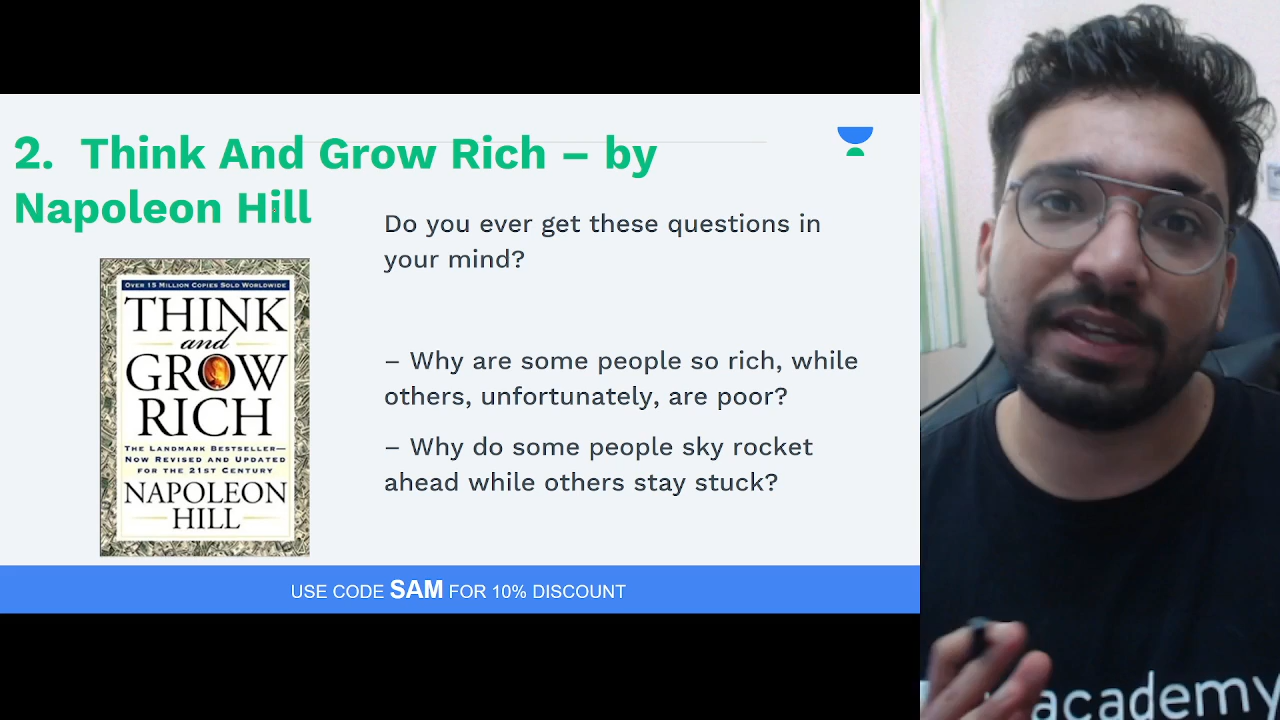 2. Think And Grow Rich – by
Napoleon Hill
Do you ever get these questions in
your mind?
OVER 15 MILLION COPIES SOLD WORLDWIDE
THINK
and
GROW
RICH
THE LANDMARK BESTSELLER—
NOW REVISED AND UPDATED
FOR THE 21ST CENTURY
NAPOLEON
HILL
– Why are some people so rich, while
others, unfortunately, are poor?
– Why do some people sky rocket
ahead while others stay stuck?
USE CODE SAM FOR 10% DISCOUNT
academy